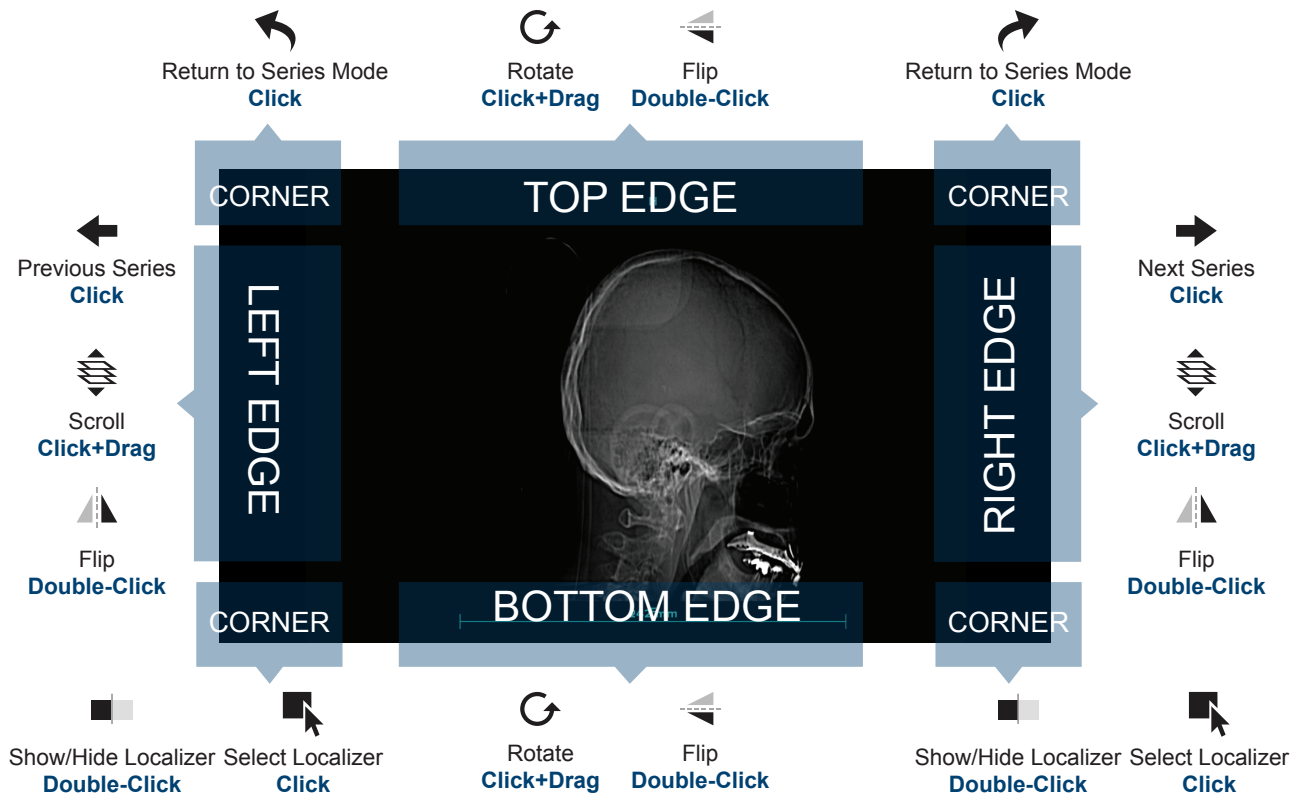 Return to Series Mode
Click
Rotate
Click+Drag
Flip
Double-Click
Return to Series Mode
Click
CORNER
TOP EDGE
CORNER
Previous Series
Click
Scroll
Click+Drag
Flip
Double-Click
LEFT EDGE
RIGHT EDGE
Next Series
Click
Scroll
Click+Drag
Flip
Double-Click
CORNER
BOTTOM EDGE
CORNER
Show/Hide Localizer
Double-Click
Select Localizer
Click
Rotate
Click+Drag
Flip
Double-Click
Show/Hide Localizer
Double-Click
Select Localizer
Click